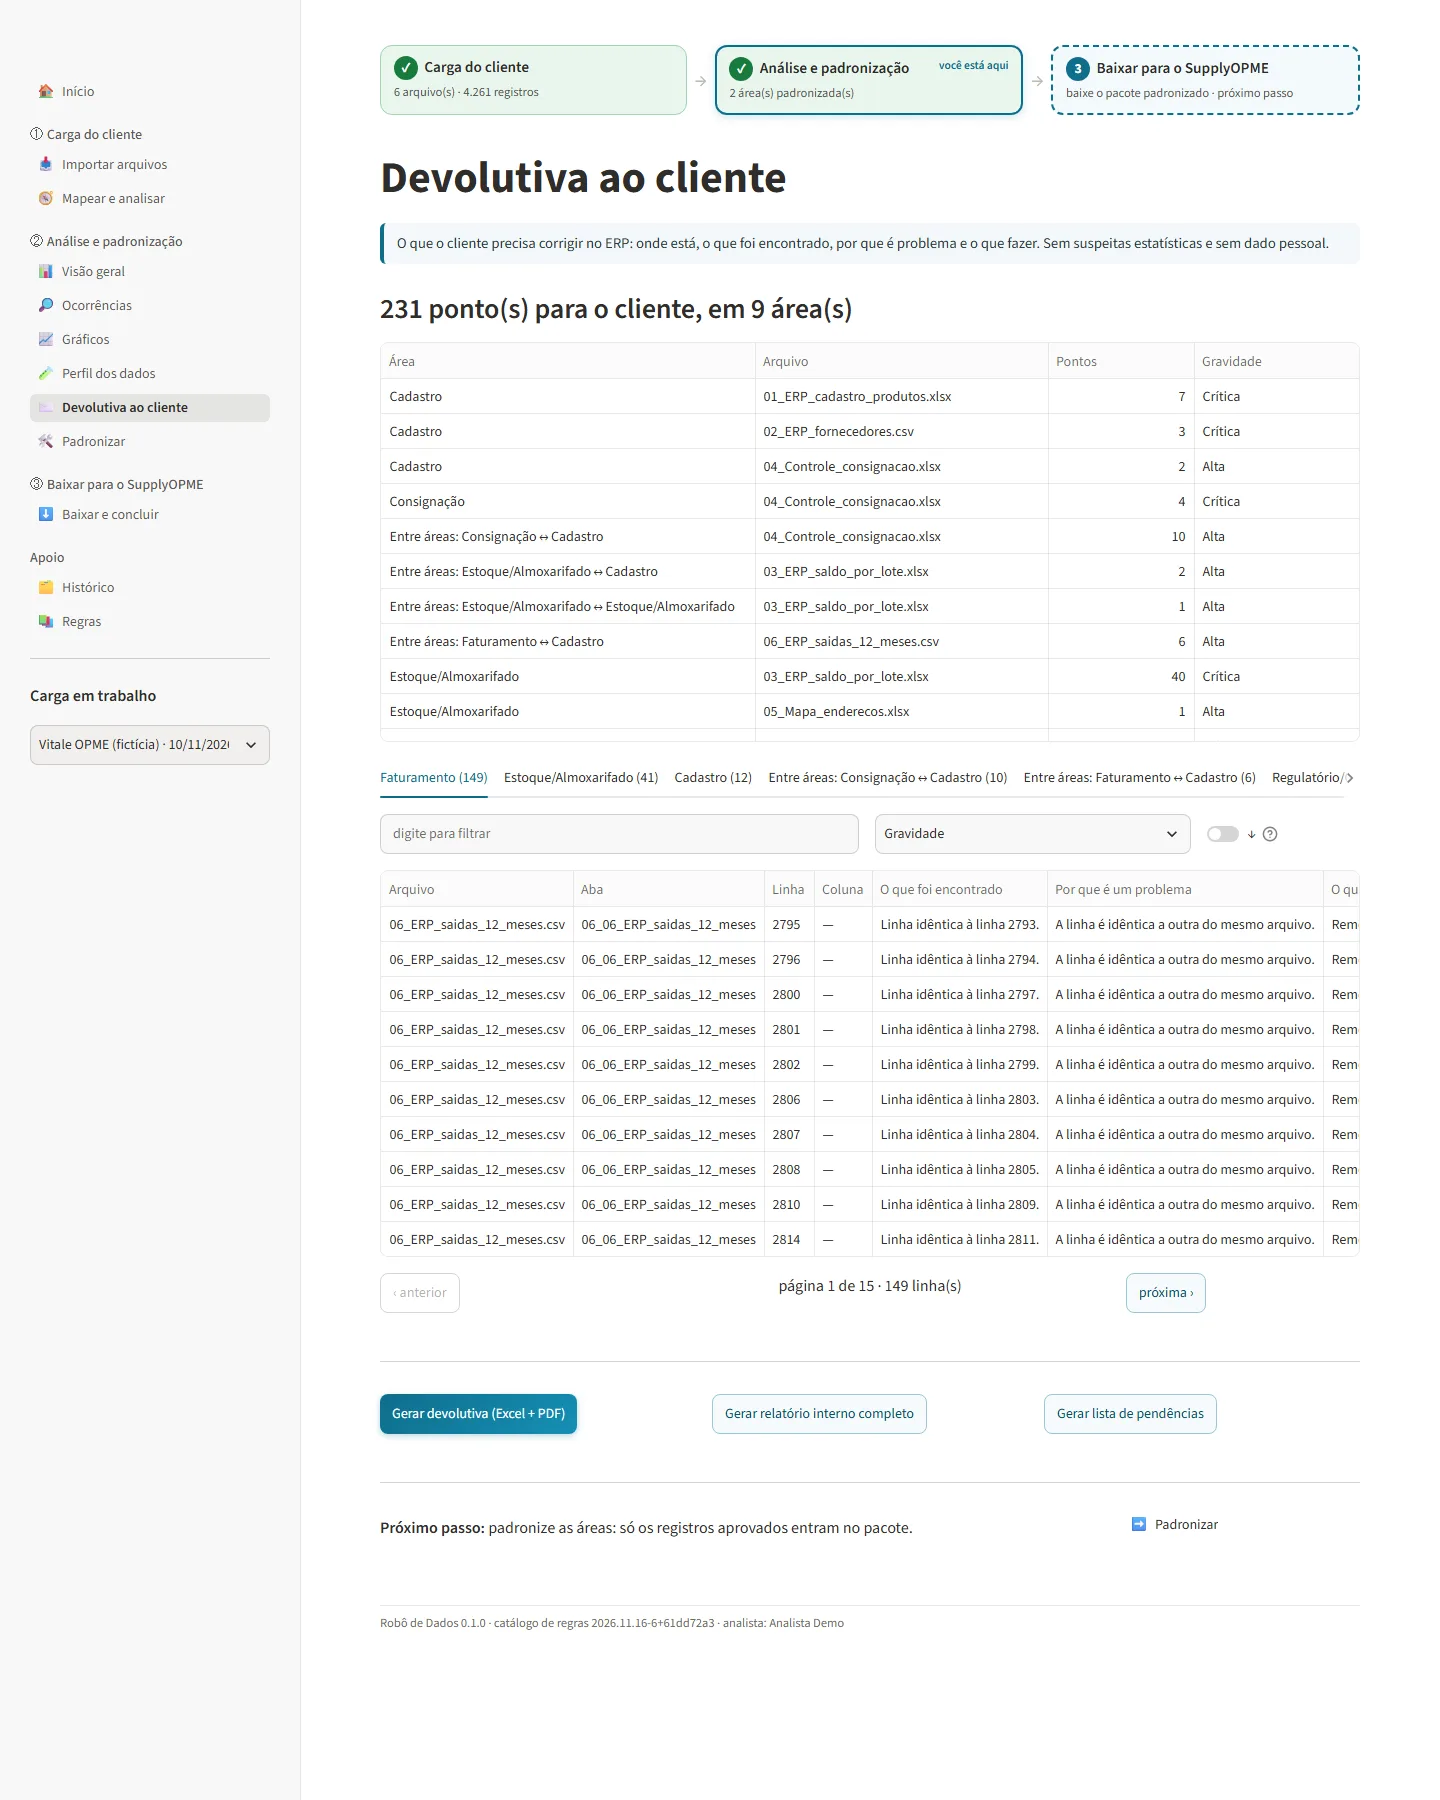 Início
① Carga do cliente
Importar arquivos
Mapear e analisar
② Análise e padronização
Visão geral
Ocorrências
Gráficos
Perfil dos dados
Devolutiva ao cliente
Padronizar
③ Baixar para o SupplyOPME
Baixar e concluir
Apoio
Histórico
Regras
Carga em trabalho
Vitale OPME (fictícia) · 10/11/202
✓ Carga do cliente
6 arquivo(s) · 4.261 registros
→
✓ Análise e padronização você está aqui
2 área(s) padronizada(s)
→
3 Baixar para o SupplyOPME
baixe o pacote padronizado · próximo passo
Devolutiva ao cliente
O que o cliente precisa corrigir no ERP: onde está, o que foi encontrado, por que é problema e o que fazer. Sem suspeitas estatísticas e sem dado pessoal.
231 ponto(s) para o cliente, em 9 área(s)
Área Arquivo Pontos Gravidade
Cadastro 01_ERP_cadastro_produtos.xlsx 7 Crítica
Cadastro 02_ERP_fornecedores.csv 3 Crítica
Cadastro 04_Controle_consignacao.xlsx 2 Alta
Consignação 04_Controle_consignacao.xlsx 4 Crítica
Entre áreas: Consignação ↔ Cadastro 04_Controle_consignacao.xlsx 10 Alta
Entre áreas: Estoque/Almoxarifado ↔ Cadastro 03_ERP_saldo_por_lote.xlsx 2 Alta
Entre áreas: Estoque/Almoxarifado ↔ Estoque/Almoxarifado 03_ERP_saldo_por_lote.xlsx 1 Alta
Entre áreas: Faturamento ↔ Cadastro 06_ERP_saidas_12_meses.csv 6 Alta
Estoque/Almoxarifado 03_ERP_saldo_por_lote.xlsx 40 Crítica
Estoque/Almoxarifado 05_Mapa_enderecos.xlsx 1 Alta
Faturamento (149) Estoque/Almoxarifado (41) Cadastro (12) Entre áreas: Consignação ↔ Cadastro (10) Entre áreas: Faturamento ↔ Cadastro (6) Regulatório/
digite para filtrar Gravidade ↓ ?
Arquivo Aba Linha Coluna O que foi encontrado Por que é um problema O qu
06_ERP_saidas_12_meses.csv 06_06_ERP_saidas_12_meses 2795 — Linha idêntica à linha 2793. A linha é idêntica a outra do mesmo arquivo. Rem
06_ERP_saidas_12_meses.csv 06_06_ERP_saidas_12_meses 2796 — Linha idêntica à linha 2794. A linha é idêntica a outra do mesmo arquivo. Rem
06_ERP_saidas_12_meses.csv 06_06_ERP_saidas_12_meses 2800 — Linha idêntica à linha 2797. A linha é idêntica a outra do mesmo arquivo. Rem
06_ERP_saidas_12_meses.csv 06_06_ERP_saidas_12_meses 2801 — Linha idêntica à linha 2798. A linha é idêntica a outra do mesmo arquivo. Rem
06_ERP_saidas_12_meses.csv 06_06_ERP_saidas_12_meses 2802 — Linha idêntica à linha 2799. A linha é idêntica a outra do mesmo arquivo. Rem
06_ERP_saidas_12_meses.csv 06_06_ERP_saidas_12_meses 2806 — Linha idêntica à linha 2803. A linha é idêntica a outra do mesmo arquivo. Rem
06_ERP_saidas_12_meses.csv 06_06_ERP_saidas_12_meses 2807 — Linha idêntica à linha 2804. A linha é idêntica a outra do mesmo arquivo. Rem
06_ERP_saidas_12_meses.csv 06_06_ERP_saidas_12_meses 2808 — Linha idêntica à linha 2805. A linha é idêntica a outra do mesmo arquivo. Rem
06_ERP_saidas_12_meses.csv 06_06_ERP_saidas_12_meses 2810 — Linha idêntica à linha 2809. A linha é idêntica a outra do mesmo arquivo. Rem
06_ERP_saidas_12_meses.csv 06_06_ERP_saidas_12_meses 2814 — Linha idêntica à linha 2811. A linha é idêntica a outra do mesmo arquivo. Rem
‹ anterior página 1 de 15 · 149 linha(s) próxima ›
Gerar devolutiva (Excel + PDF) Gerar relatório interno completo Gerar lista de pendências
Próximo passo: padronize as áreas: só os registros aprovados entram no pacote. Padronizar
Robô de Dados 0.1.0 · catálogo de regras 2026.11.16-6+61dd72a3 · analista: Analista Demo